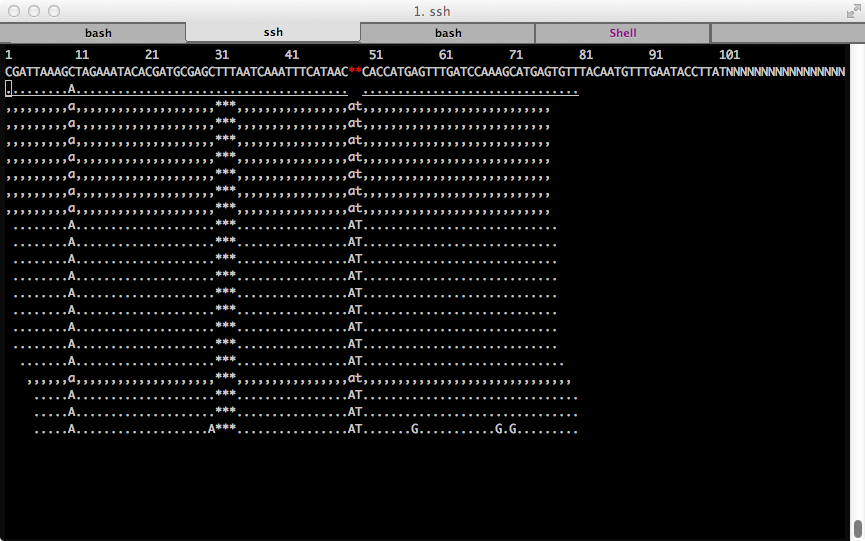 1. ssh
bash ssh bash Shell
1         11        21        31        41          51        61        71        81        91        101
CGATTAAAGCTAGAAATACACGATGCGAGCTTTAATCAAATTTCATAAC**CACCATGAGTTTGATCCAAAGCATGAGTGTTTACAATGTTTGAATACCTTATNNNNNNNNNNNNNNNNN
.........A.......................................  ...............................
,,,,,,,,,a,,,,,,,,,,,,,,,,,,,,***,,,,,,,,,,,,,,,,at,,,,,,,,,,,,,,,,,,,,,,,,,,,
,,,,,,,,,a,,,,,,,,,,,,,,,,,,,,***,,,,,,,,,,,,,,,,at,,,,,,,,,,,,,,,,,,,,,,,,,,,
,,,,,,,,,a,,,,,,,,,,,,,,,,,,,,***,,,,,,,,,,,,,,,,at,,,,,,,,,,,,,,,,,,,,,,,,,,,
,,,,,,,,,a,,,,,,,,,,,,,,,,,,,,***,,,,,,,,,,,,,,,,at,,,,,,,,,,,,,,,,,,,,,,,,,,,
,,,,,,,,,a,,,,,,,,,,,,,,,,,,,,***,,,,,,,,,,,,,,,,at,,,,,,,,,,,,,,,,,,,,,,,,,,,
,,,,,,,,,a,,,,,,,,,,,,,,,,,,,,***,,,,,,,,,,,,,,,,at,,,,,,,,,,,,,,,,,,,,,,,,,,,
,,,,,,,,,a,,,,,,,,,,,,,,,,,,,,***,,,,,,,,,,,,,,,,at,,,,,,,,,,,,,,,,,,,,,,,,,,,
 ........A....................***................AT............................
 ........A....................***................AT............................
 ........A....................***................AT............................
 ........A....................***................AT............................
 ........A....................***................AT............................
 ........A....................***................AT............................
 ........A....................***................AT............................
 ........A....................***................AT............................
  .......A....................***................AT.............................
   ,,,,,,a,,,,,,,,,,,,,,,,,,,,***,,,,,,,,,,,,,,,,at,,,,,,,,,,,,,,,,,,,,,,,,,,,,,,
    .....A....................***................AT...............................
    .....A....................***................AT...............................
    .....A...................A***................AT.......G...........G.G.........